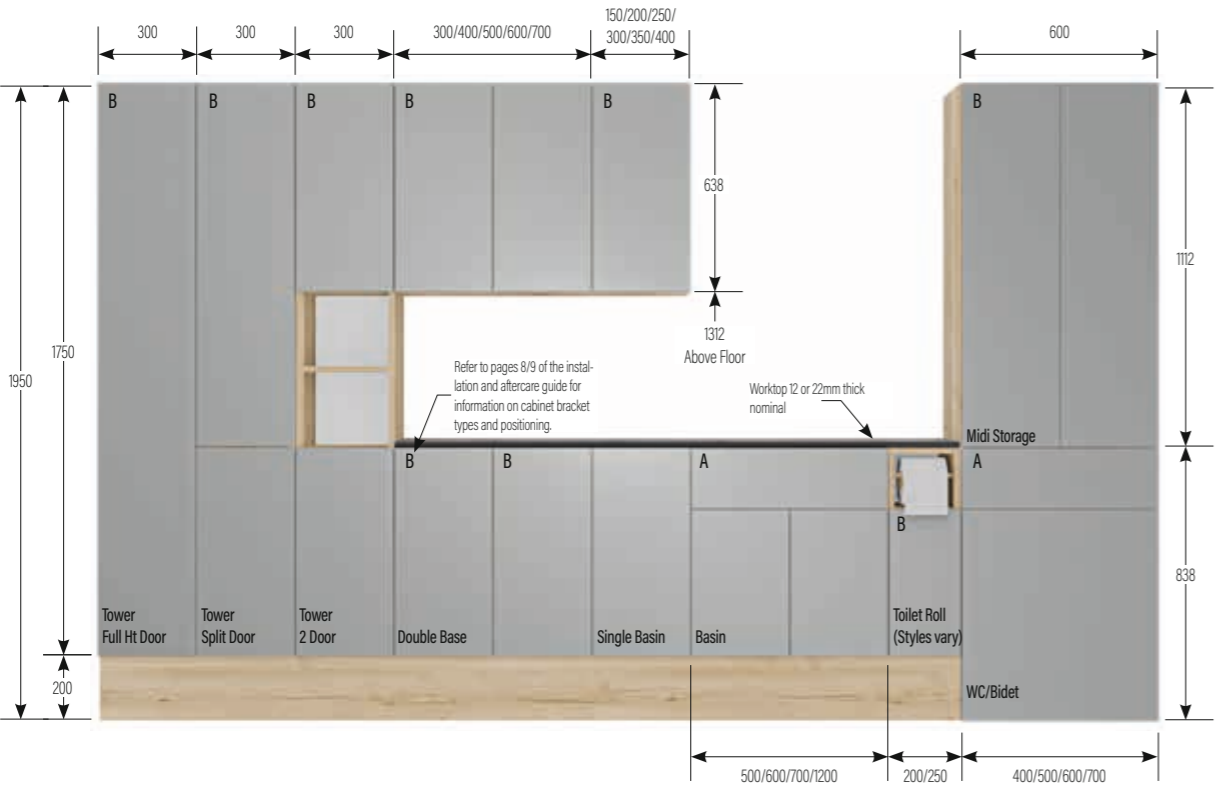 150/200/250/
300
300
300
300/400/500/600/700
300/350/400
600
B
B
B
B
B
B
638
1112
1312
Above Floor
1750
1950
Refer to pages 8/9 of the instal-
lation and aftercare guide for
information on cabinet bracket
types and positioning.
Worktop 12 or 22mm thick
nominal
Midi Storage
B
B
A
A
B
838
Tower
Full Ht Door
Tower
Split Door
Tower
2 Door
Double Base
Single Basin
Basin
Toilet Roll
(Styles vary)
200
WC/Bidet
500/600/700/1200
200/250
400/500/600/700